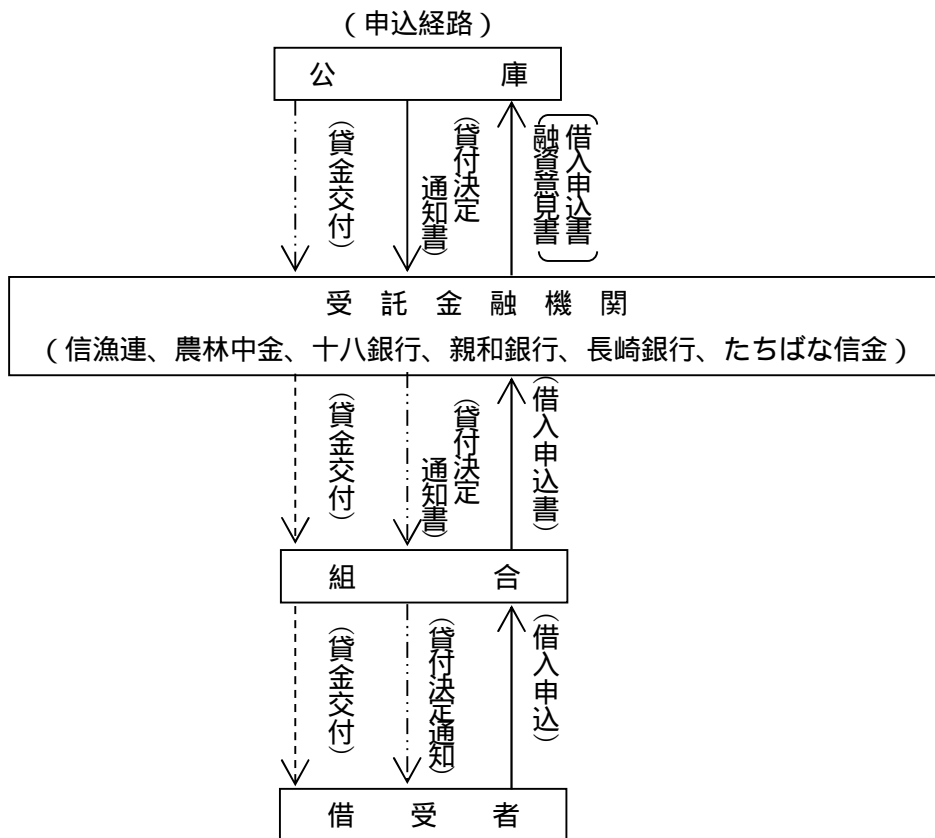 (申込経路)
公庫
(貸金交付)
(貸付決定
通知書)
借入申込書
融資意見書
受託金融機関
(信漁連、農林中金、十八銀行、親和銀行、長崎銀行、たちばな信金)
(貸金交付)
(貸付決定
通知書)
(借入申込書)
組合
(貸金交付)
(貸付決定通知)
(借入申込)
借受者